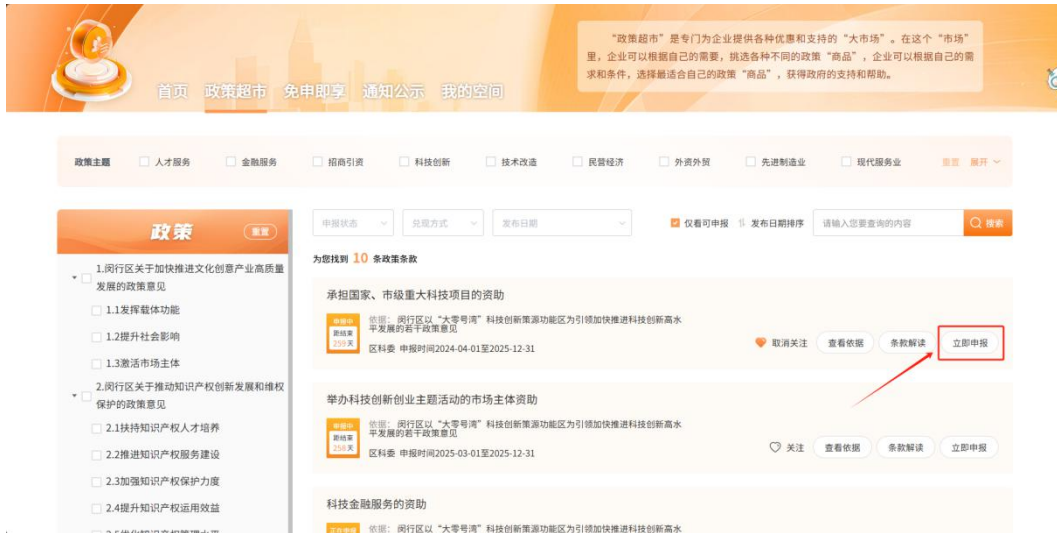 “政策超市”是专门为企业提供各种优惠和支持的“大市场”。在这个“市场”
里，企业可以根据自己的需要，挑选各种不同的政策“商品”，企业可以根据自己的需
求和条件，选择最适合自己的政策“商品”，获得政府的支持和帮助。
首页 政策超市 免申即享 通知公示 我的空间
政策主题 人才服务 金融服务 招商引资 科技创新 技术改造 民营经济 外资外贸 先进制造业 现代服务业 重置 展开
政策 重置
申报状态 兑现方式 发布日期 仅看可申报 发布日期排序 请输入您要查询的内容 搜索
为您找到 10 条政策条款
1.闵行区关于加快推进文化创意产业高质量
发展的政策意见
1.1发挥载体功能
1.2提升社会影响
1.3激活市场主体
2.闵行区关于推动知识产权创新发展和维权
保护的政策意见
2.1扶持知识产权人才培养
2.2推进知识产权服务建设
2.3加强知识产权保护力度
2.4提升知识产权运用效益
承担国家、市级重大科技项目的资助
申报中
距结束
259天
依据：闵行区以“大零号湾”科技创新策源功能区为引领加快推进科技创新高水
平发展的若干政策意见
区科委 申报时间2024-04-01至2025-12-31
取消关注 查看依据 条款解读 立即申报
举办科技创新创业主题活动的市场主体资助
申报中
距结束
258天
依据：闵行区以“大零号湾”科技创新策源功能区为引领加快推进科技创新高水
平发展的若干政策意见
区科委 申报时间2025-03-01至2025-12-31
关注 查看依据 条款解读 立即申报
科技金融服务的资助
依据：闵行区以“大零号湾”科技创新策源功能区为引领加快推进科技创新高水